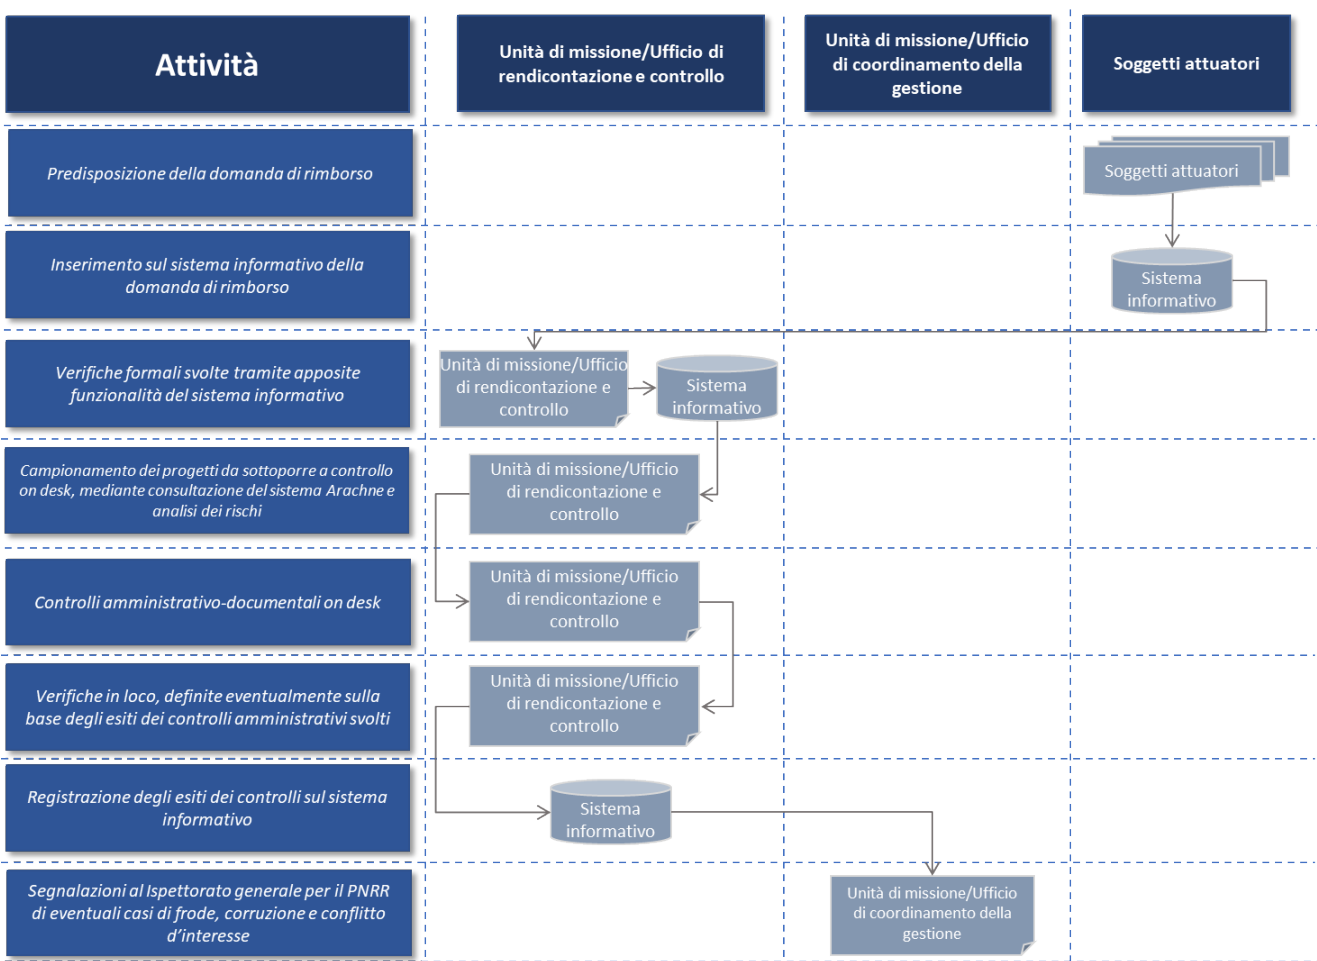 Attività
Unità di missione/Ufficio di
rendicontazione e controllo
Unità di missione/Ufficio
di coordinamento della
gestione
Soggetti attuatori
Predisposizione della domanda di rimborso
Soggetti attuatori
Inserimento sul sistema informativo della
domanda di rimborso
Sistema
informativo
Verifiche formali svolte tramite apposite
funzionalità del sistema informativo
Unità di missione/Ufficio
di rendicontazione e
controllo
Sistema
informativo
Campionamento dei progetti da sottoporre a controllo
on desk, mediante consultazione del sistema Arachne e
analisi dei rischi
Unità di missione/Ufficio
di rendicontazione e
controllo
Controlli amministrativo-documentali on desk
Unità di missione/Ufficio
di rendicontazione e
controllo
Verifiche in loco, definite eventualmente sulla
base degli esiti dei controlli amministrativi svolti
Unità di missione/Ufficio
di rendicontazione e
controllo
Registrazione degli esiti dei controlli sul sistema
informativo
Sistema
informativo
Segnalazioni al Ispettorato generale per il PNRR
di eventuali casi di frode, corruzione e conflitto
d’interesse
Unità di missione/Ufficio
di coordinamento della
gestione